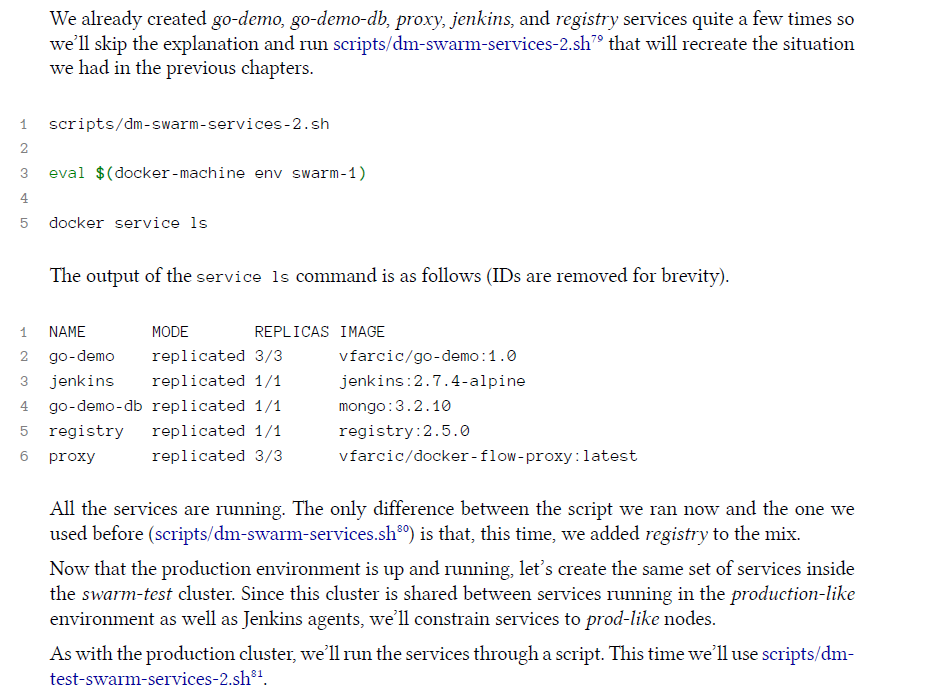 We already created go-demo, go-demo-db, proxy, jenkins, and registry services quite a few times so
we’ll skip the explanation and run scripts/dm-swarm-services-2.sh⁷⁹ that will recreate the situation
we had in the previous chapters.
1 scripts/dm-swarm-services-2.sh
2
3 eval $(docker-machine env swarm-1)
4
5 docker service ls
The output of the service ls command is as follows (IDs are removed for brevity).
1 NAME MODE REPLICAS IMAGE
2 go-demo replicated 3/3 vfarcic/go-demo:1.0
3 jenkins replicated 1/1 jenkins:2.7.4-alpine
4 go-demo-db replicated 1/1 mongo:3.2.10
5 registry replicated 1/1 registry:2.5.0
6 proxy replicated 3/3 vfarcic/docker-flow-proxy:latest
All the services are running. The only difference between the script we ran now and the one we
used before (scripts/dm-swarm-services.sh⁸⁰) is that, this time, we added registry to the mix.
Now that the production environment is up and running, let’s create the same set of services inside
the swarm-test cluster. Since this cluster is shared between services running in the production-like
environment as well as Jenkins agents, we’ll constrain services to prod-like nodes.
As with the production cluster, we’ll run the services through a script. This time we’ll use scripts/dm-
test-swarm-services-2.sh⁸¹.